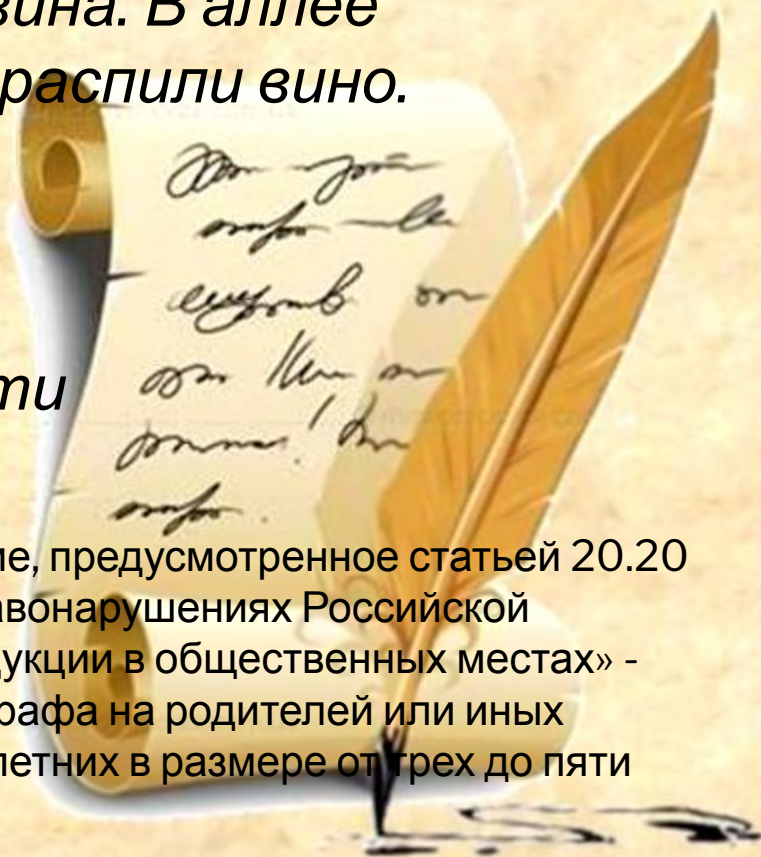 вина. В аллее
распили вино.
ти
ие, предусмотренное статьей 20.20
авонарушениях Российской
дукции в общественных местах» -
рафа на родителей или иных
летних в размере от трех до пяти